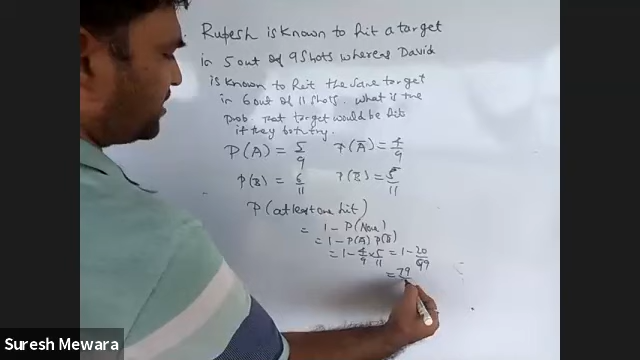 Rupesh is known to hit a target
in 5 out of 9 shots whereas David
is known to hit the same target
in 6 out of 11 shots. What is the
prob. that target would be hit
if they both try.
P(A) = 5/9 P(A̅) = 4/9
P(B) = 6/11 P(B̅) = 5/11
P(at least one hit)
= 1 - P(None)
= 1 - P(A̅) P(B̅)
= 1 - 4/9 × 5/11 = 1 - 20/99
= 79/
Suresh Mewara